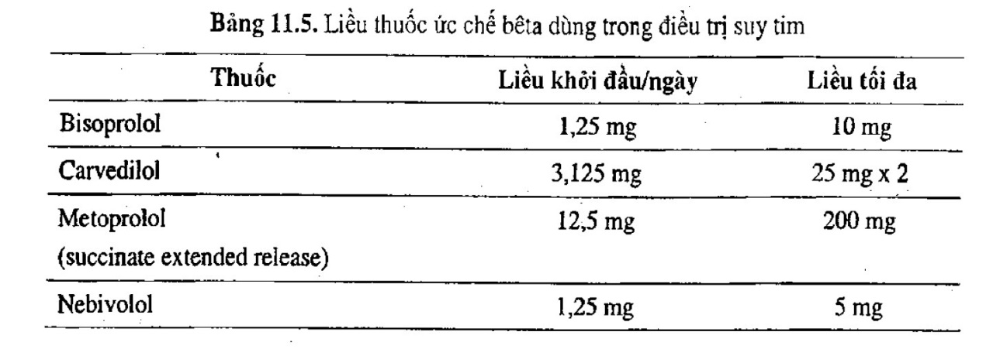 Bảng 11.5. Liều thuốc ức chế bêta dùng trong điều trị suy tim
Thuốc Liều khởi đầu/ngày Liều tối đa
Bisoprolol 1,25 mg 10 mg
Carvedilol 3,125 mg 25 mg x 2
Metoprolol 12,5 mg 200 mg
(succinate extended release)
Nebivolol 1,25 mg 5 mg